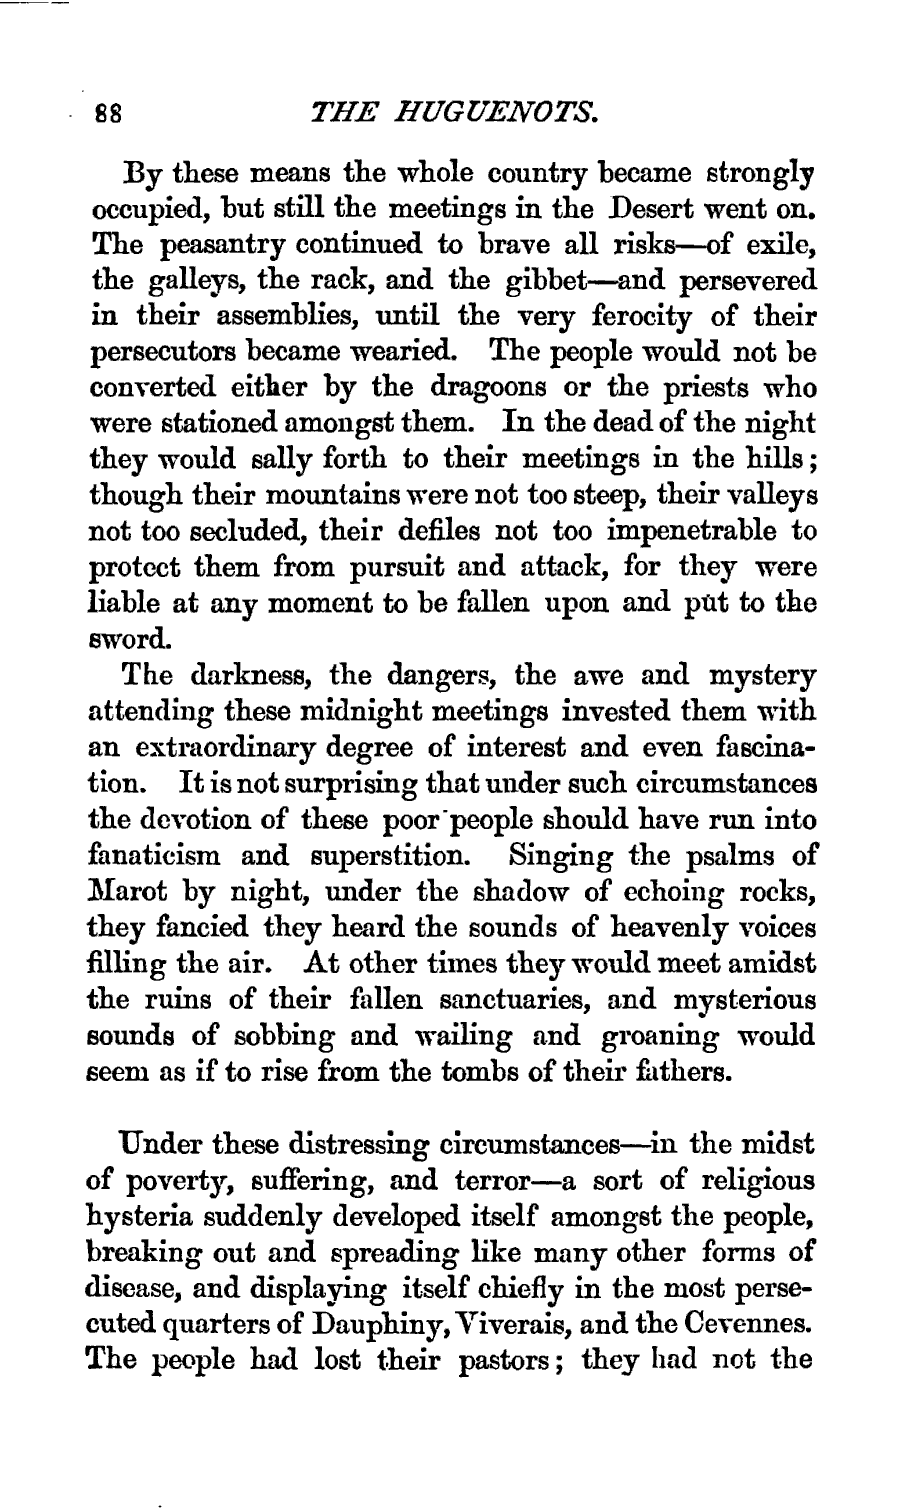 88 THE HUGUENOTS.
By these means the whole country became strongly
occupied, but still the meetings in the Desert went on.
The peasantry continued to brave all risks—of exile,
the galleys, the rack, and the gibbet—and persevered
in their assemblies, until the very ferocity of their
persecutors became wearied. The people would not be
converted either by the dragoons or the priests who
were stationed amongst them. In the dead of the night
they would sally forth to their meetings in the hills;
though their mountains were not too steep, their valleys
not too secluded, their defiles not too impenetrable to
protect them from pursuit and attack, for they were
liable at any moment to be fallen upon and put to the
sword.
The darkness, the dangers, the awe and mystery
attending these midnight meetings invested them with
an extraordinary degree of interest and even fascina-
tion. It is not surprising that under such circumstances
the devotion of these poor people should have run into
fanaticism and superstition. Singing the psalms of
Marot by night, under the shadow of echoing rocks,
they fancied they heard the sounds of heavenly voices
filling the air. At other times they would meet amidst
the ruins of their fallen sanctuaries, and mysterious
sounds of sobbing and wailing and groaning would
seem as if to rise from the tombs of their fathers.
Under these distressing circumstances—in the midst
of poverty, suffering, and terror—a sort of religious
hysteria suddenly developed itself amongst the people,
breaking out and spreading like many other forms of
disease, and displaying itself chiefly in the most perse-
cuted quarters of Dauphiny, Viverais, and the Cevennes.
The people had lost their pastors; they had not the